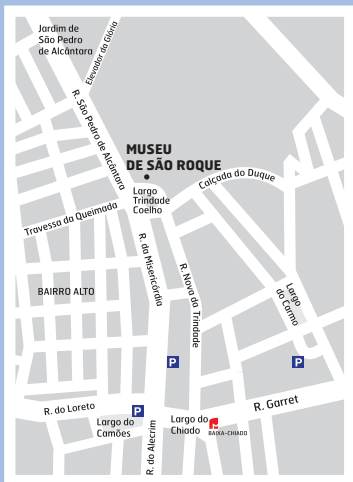 Jardim de
São Pedro
de Alcântara
Elevador da Glória
R. São Pedro de Alcântara
MUSEU
DE SÃO ROQUE
Largo
Trindade
Coelho
Calçada do Duque
Travessa da Queimada
R. da Misericórdia
R. Nova da Trindade
BAIRRO ALTO
Largo
do Carmo
P
P
R. do Loreto
P
R. Garret
Largo do
Camões
Largo do
Chiado
BAIXA-CHIADO
R. do Alecrim